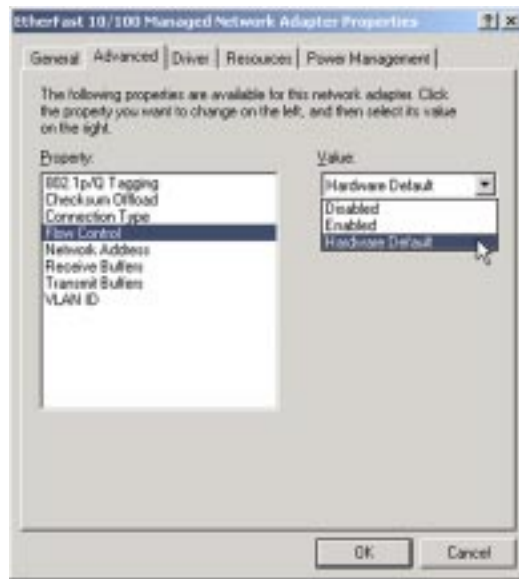 EtherFast 10/100 Managed Network Adapter Properties
? x
General Advanced Driver Resources Power Management
The following properties are available for this network adapter. Click
the property you want to change on the left, and then select its value
on the right.
Property:
802.1p/Q Tagging
Checksum Offload
Connection Type
Flow Control
Network Address
Receive Buffers
Transmit Buffers
VLAN ID
Value:
Hardware Default
Disabled
Enabled
Hardware Default
OK Cancel